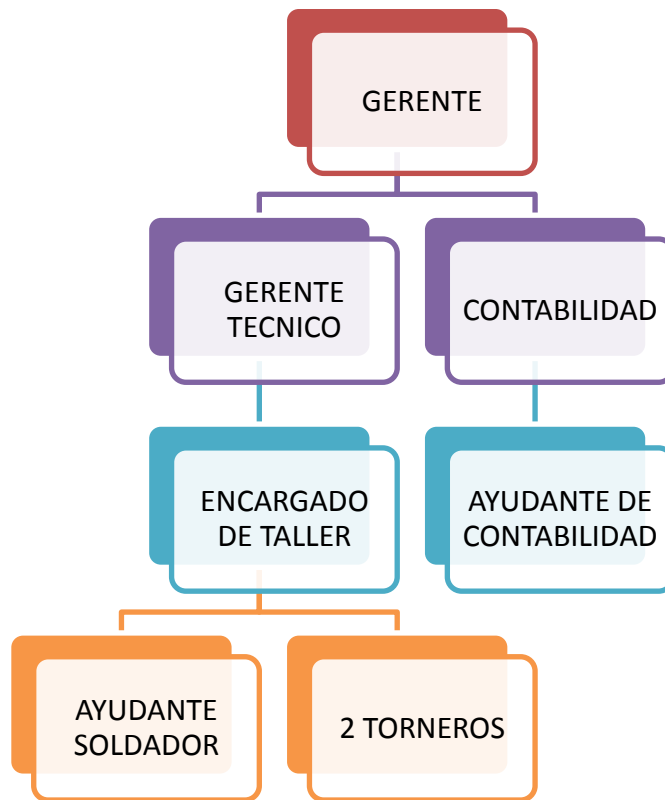 GERENTE
GERENTE
TECNICO
CONTABILIDAD
ENCARGADO
DE TALLER
AYUDANTE DE
CONTABILIDAD
AYUDANTE
SOLDADOR
2 TORNEROS